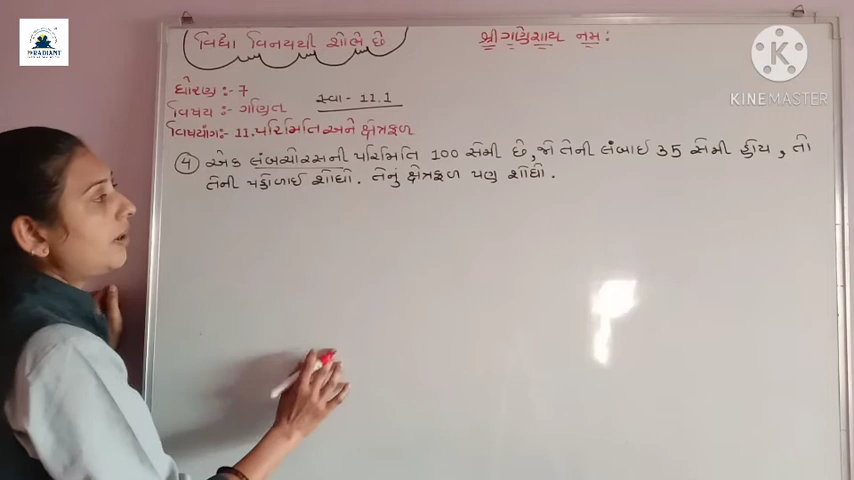 RADIANT
વિદ્યા વિનયથી શોભે છે
શ્રી ગણેશાય નમઃ
KINEMASTER
ધોરણ :- 7
વિષય :- ગણિત
સ્વા - 11.1
વિષયાંગ :- 11. પરિમિતિ અને ક્ષેત્રફળ
4 એક લંબચોરસની પરિમિતિ 100 સેમી છે, જો તેની લંબાઈ 35 સેમી હોય, તો
તેની પહોળાઈ શોધો. તેનું ક્ષેત્રફળ પણ શોધો.